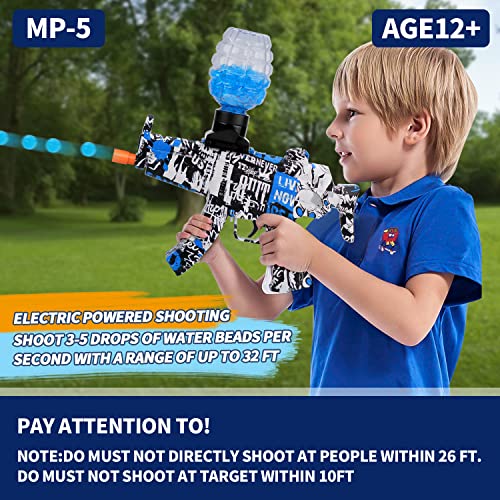 MP-5
AGE12+
LIVE
NOW
ELECTRIC POWERED SHOOTING
SHOOT 3-5 DROPS OF WATER BEADS PER
SECOND WITH A RANGE OF UP TO 32 FT
PAY ATTENTION TO!
NOTE:DO MUST NOT DIRECTLY SHOOT AT PEOPLE WITHIN 26 FT.
DO MUST NOT SHOOT AT TARGET WITHIN 10FT